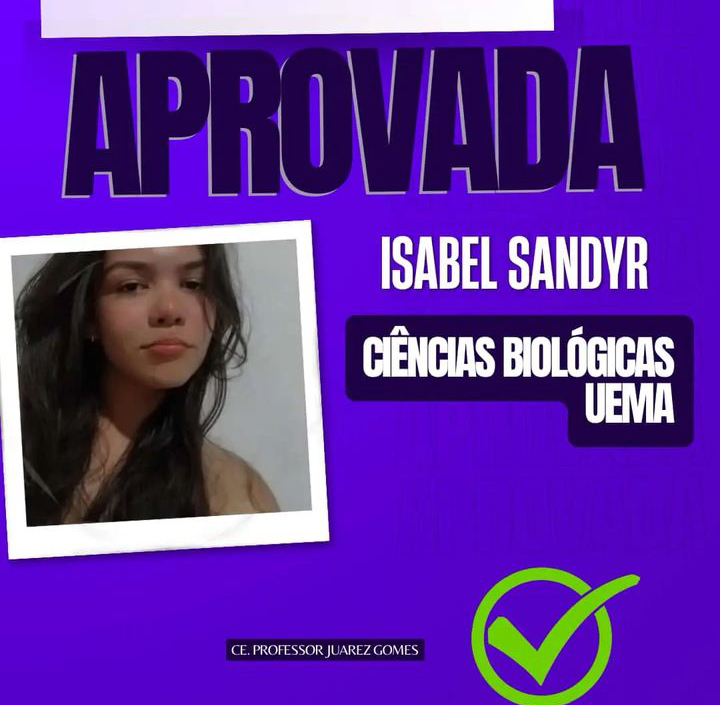 APROVADA
ISABEL SANDYR
CIÊNCIAS BIOLÓGICAS
UEMA
CE. PROFESSOR JUAREZ GOMES